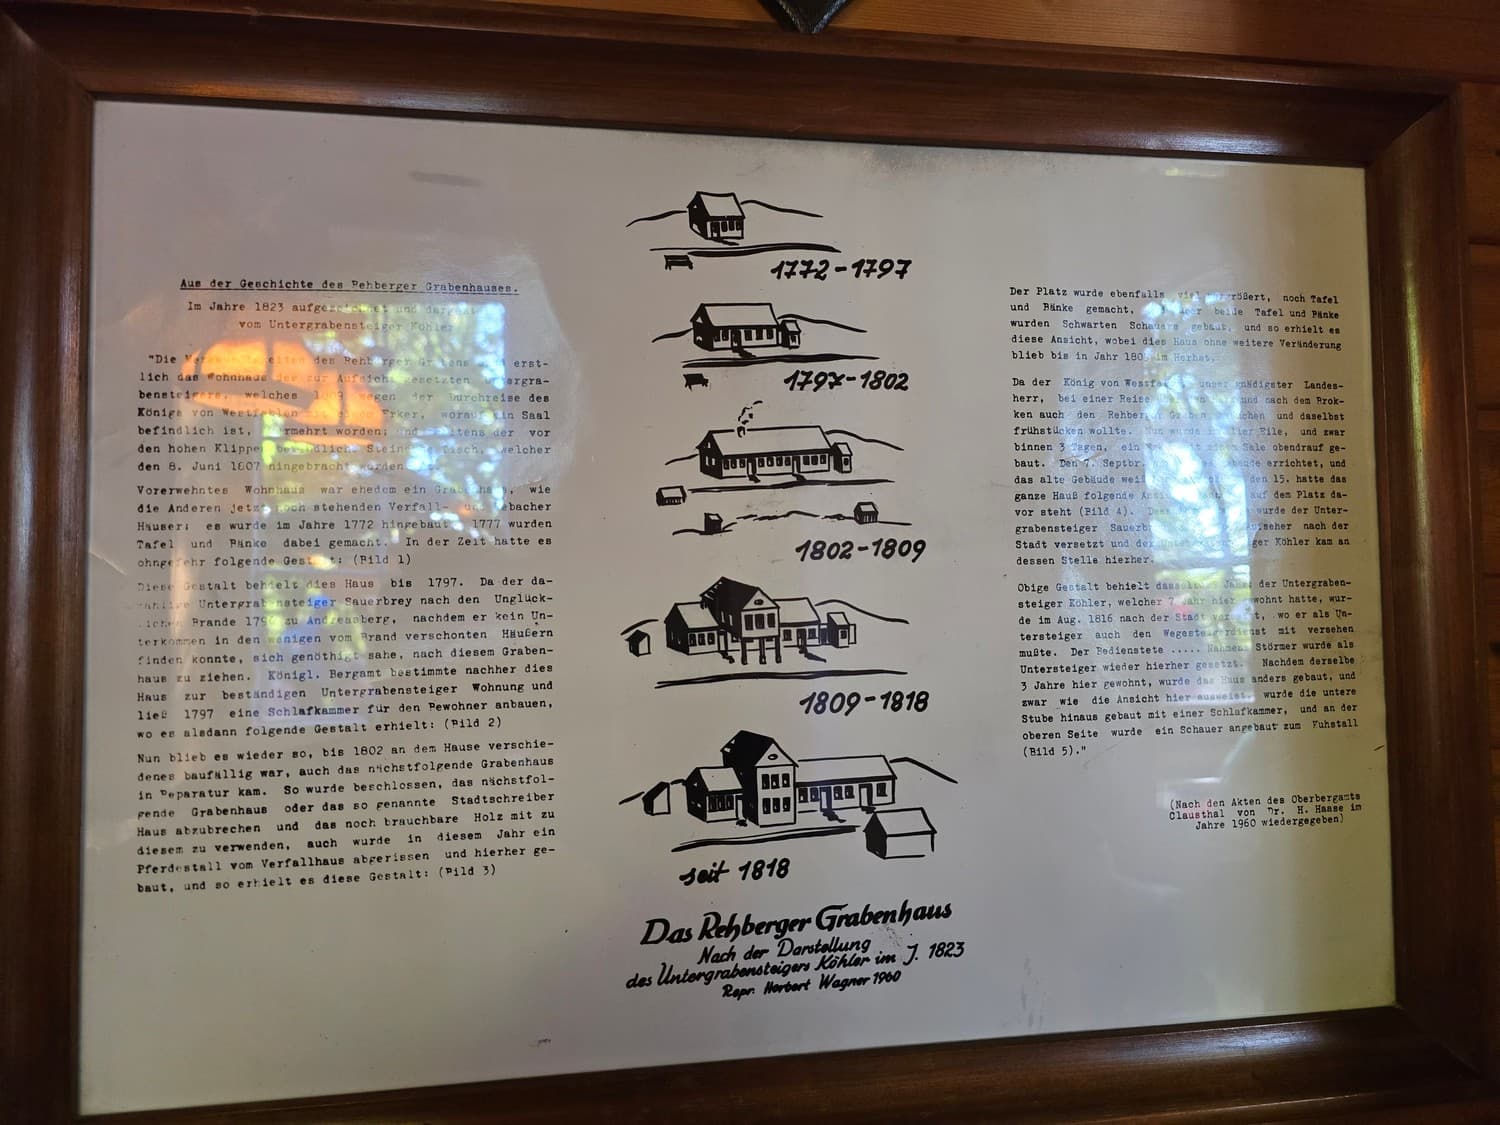 Aus der Geschichte des Rehberger Grabenhauses.
Im Jahre 1823 und
vom Untergrabensteiger Köhler
"Die des Rehberger Grabens erst-
lich das Wohnhaus der zur Aufsicht gesetzten
bensteigers, welches wegen der Durchreise des
Königs von Westfahlen Erker, worauf ein Saal
befindlich ist, der vor
den hohen Klippen welcher
den 8. Juni 1807 hingebracht worden
Vorerwehntes Wohnhaus war ehedem ein wie
die Anderen jetzt noch stehenden Verfall-
Häuser; es wurde im Jahre 1772 hingebaut 1777 wurden
Tafel und Bänke dabei gemacht. In der Zeit hatte es
ohngefehr folgende Gestalt: (Bild 1)
Diese Gestalt behielt dies Haus bis 1797. Da der da-
mahlige Untergrabensteiger Sauerbrey nach den Unglück-
lichen Brande zu Andreasberg, nachdem er kein Un-
terkommen in den wenigen vom Brand verschonten Häußern
finden konnte, sich genöthigt sahe, nach diesem Graben-
haus zu ziehen. Königl. Bergamt bestimmte nachher dies
Haus zur beständigen Untergrabensteiger Wohnung und
ließ 1797 eine Schlafkammer für den Bewohner anbauen,
wo es alsdann folgende Gestalt erhielt: (Bild 2)
Nun blieb es wieder so, bis 1802 an dem Hause verschie-
denes baufällig war, auch das nächstfolgende Grabenhaus
in Reparatur kam. So wurde beschlossen, das nächstfol-
gende Grabenhaus oder das so genannte Stadtschreiber
Haus abzubrechen und das noch brauchbare Holz mit zu
diesem zu verwenden, auch wurde in diesem Jahr ein
Pferdestall vom Verfallhaus abgerissen und hierher ge-
baut, und so erhielt es diese Gestalt: (Bild 3)
1772-1797
1797-1802
1802-1809
1809-1818
seit 1818
Das Rehberger Grabenhaus
Nach der Darstellung
des Untergrabensteigers Köhler im J. 1823
Repr. Herbert Wagner 1960
Der Platz wurde ebenfalls viel vergrößert, noch Tafel
und Bänke gemacht, beide Tafel und Bänke
wurden Schwarten Schauers gebaut, und so erhielt es
diese Ansicht, wobei dies Haus ohne weitere Veränderung
blieb bis in Jahr im Herbst.
Da der König von unser gnädigster Landes-
herr, bei einer Reise und nach dem Brok-
ken auch den Rehberger Graben und daselbst
frühstücken wollte. wurde in Eile, und zwar
binnen 3 Tagen, ein Sale obendrauf ge-
baut. Den 7. Septbr. errichtet, und
das alte Gebäude den 15. hatte das
ganze Hauß folgende auf dem Platz da-
vor steht (Bild 4). wurde der Unter-
grabensteiger nach der
Stadt versetzt und der Köhler kam an
dessen Stelle hierher.
Obige Gestalt behielt der Untergraben-
steiger Köhler, welcher 7 Jahr hier gewohnt hatte, wur-
de im Aug. 1816 nach der Stadt wo er als Un-
tersteiger auch den mit versehen
mußte. Der Bedienstete ..... Nahmens Störmer wurde als
Untersteiger wieder hierher gesetzt. Nachdem derselbe
3 Jahre hier gewohnt, wurde das Haus anders gebaut, und
zwar wie die Ansicht hier ausweist, wurde die untere
Stube hinaus gebaut mit einer Schlafkammer, und an der
oberen Seite wurde ein Schauer angebaut zum Kuhstall
(Bild 5)."
(Nach den Akten des Oberbergamts
Clausthal von Dr. H. Haase im
Jahre 1960 wiedergegeben)